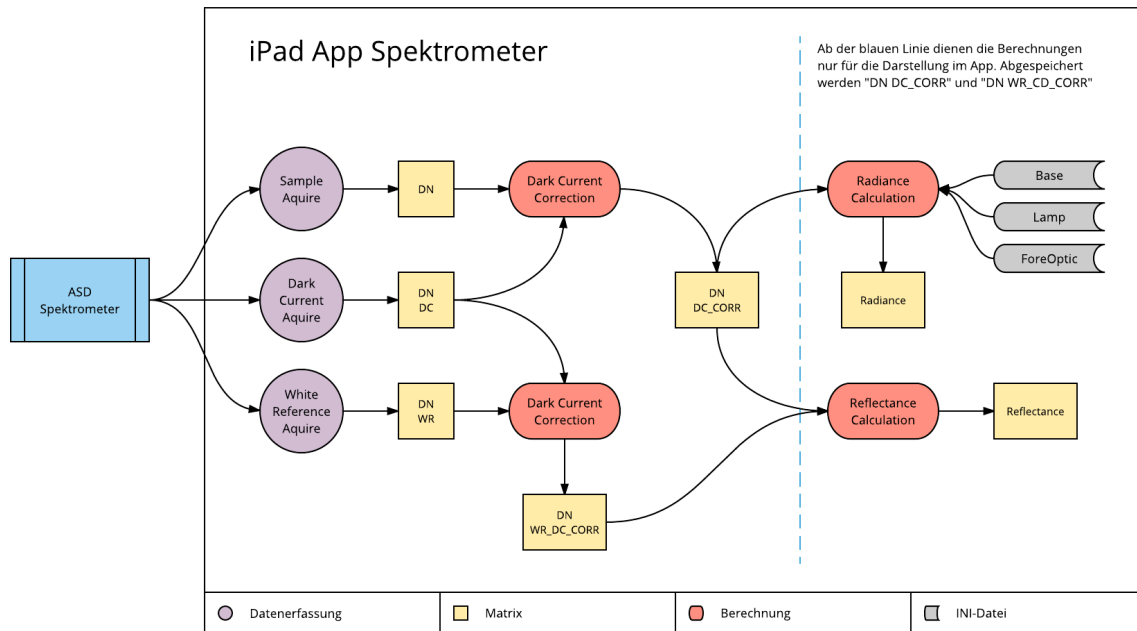 iPad App Spektrometer
Ab der blauen Linie dienen die Berechnungen
nur für die Darstellung im App. Abgespeichert
werden "DN DC_CORR" und "DN WR_CD_CORR"
Sample
Aquire
DN
Dark Current
Correction
Radiance
Calculation
Base
Lamp
ForeOptic
ASD
Spektrometer
Dark
Current
Aquire
DN
DC
DN
DC_CORR
Radiance
White
Reference
Aquire
DN
WR
Dark Current
Correction
Reflectance
Calculation
Reflectance
DN
WR_DC_CORR
Datenerfassung
Matrix
Berechnung
INI-Datei